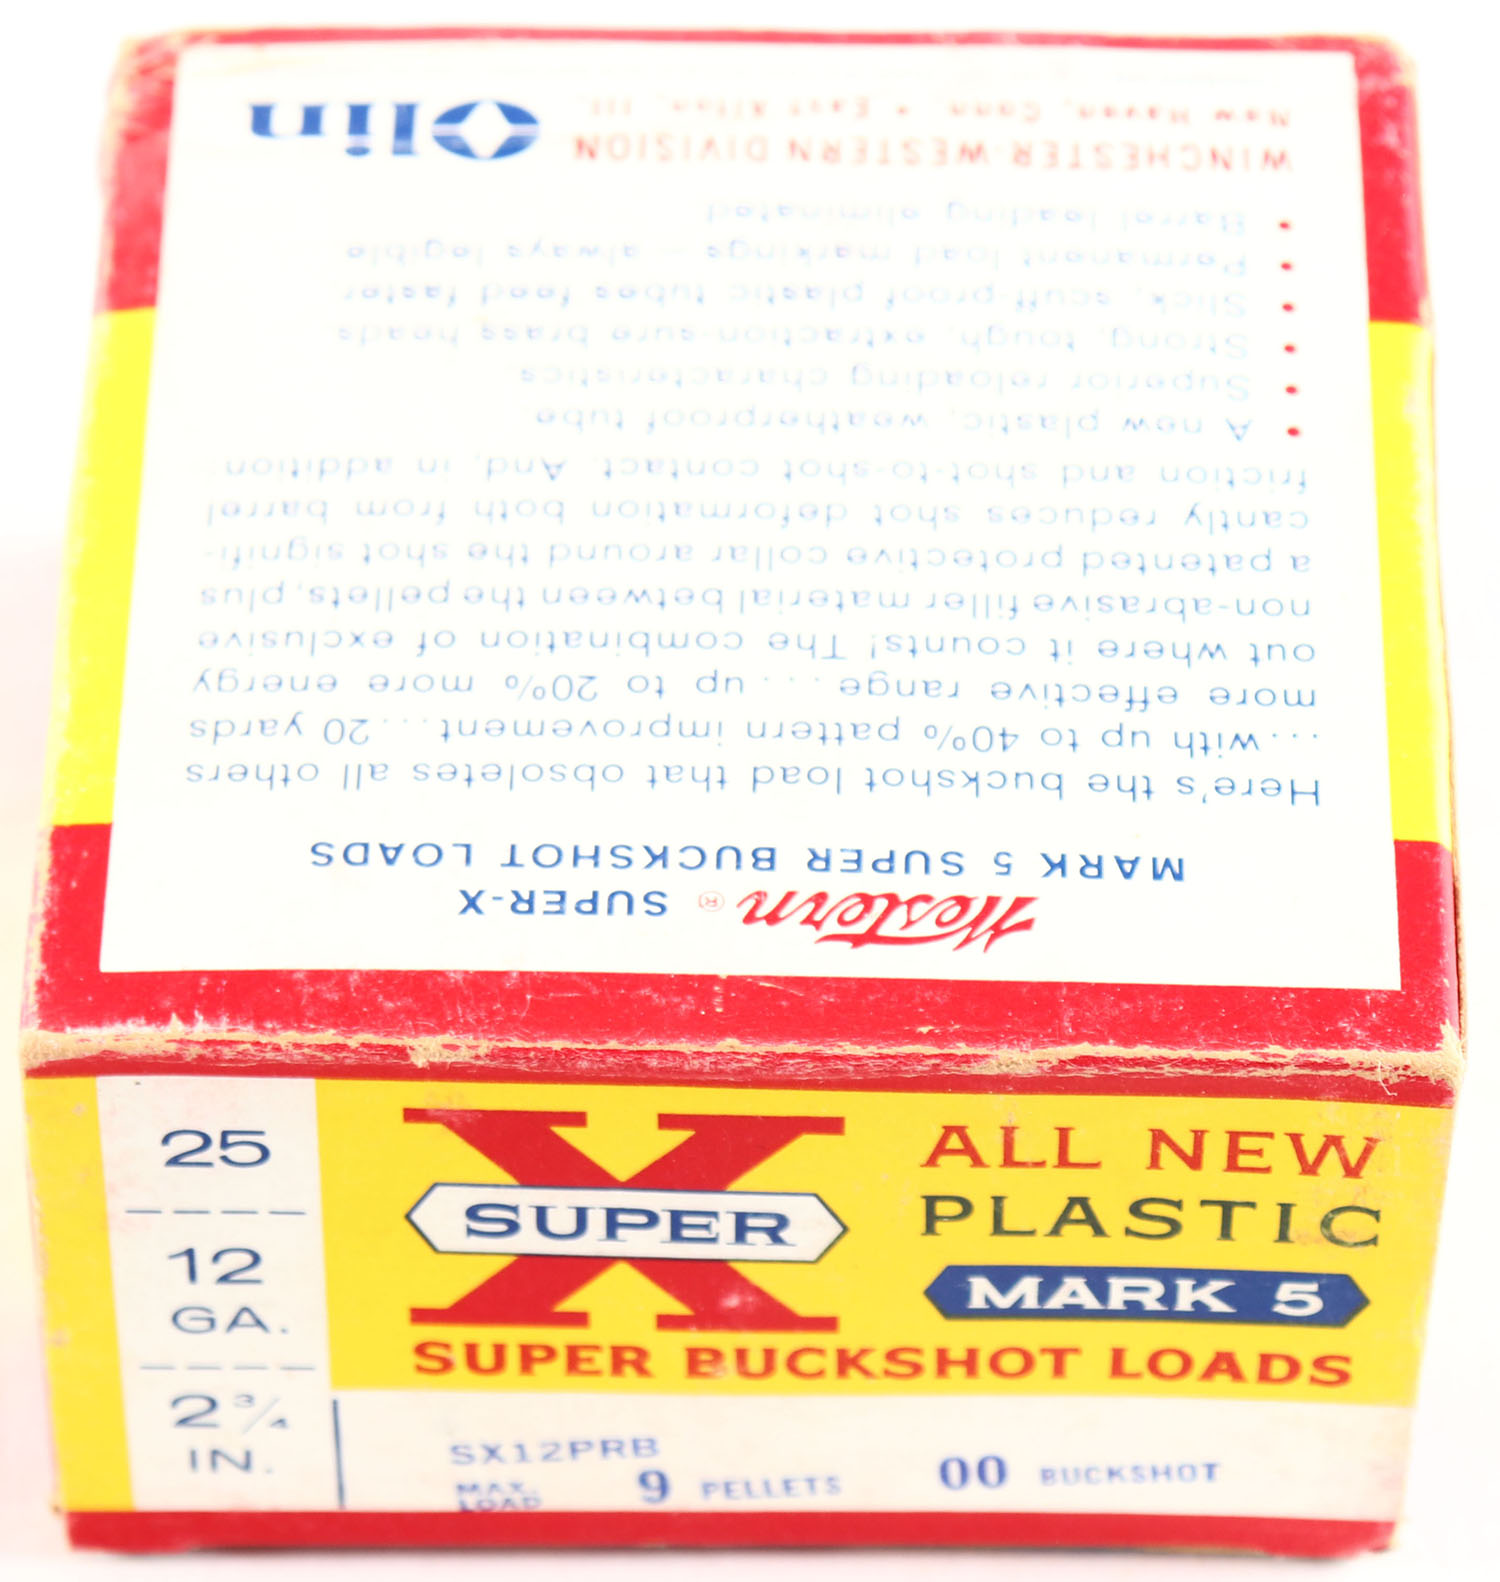 Western ® SUPER-X
MARK 5 SUPER BUCKSHOT LOADS
Here's the buckshot load that obsoletes all others
...with up to 40% pattern improvement...20 yards
more effective range...up to 20% more energy
out where it counts! The combination of exclusive
non-abrasive filler material between the pellets, plus
a patented protective collar around the shot signifi-
cantly reduces shot deformation both from barrel
friction and shot-to-shot contact. And, in addition
• A new plastic, weatherproof tube
• Superior reloading characteristics
• Strong, tough, extraction-sure brass heads
• Slick, scuff-proof plastic tubes feed faster
• Permanent load markings — always legible
• Barrel leading eliminated
WINCHESTER-WESTERN DIVISION
New Haven, Conn • East Alton, Ill.
Olin
25
12
GA.
2 3/4
IN.
X
SUPER
ALL NEW
PLASTIC
MARK 5
SUPER BUCKSHOT LOADS
SX12PRB
MAX. LOAD 9 PELLETS 00 BUCKSHOT